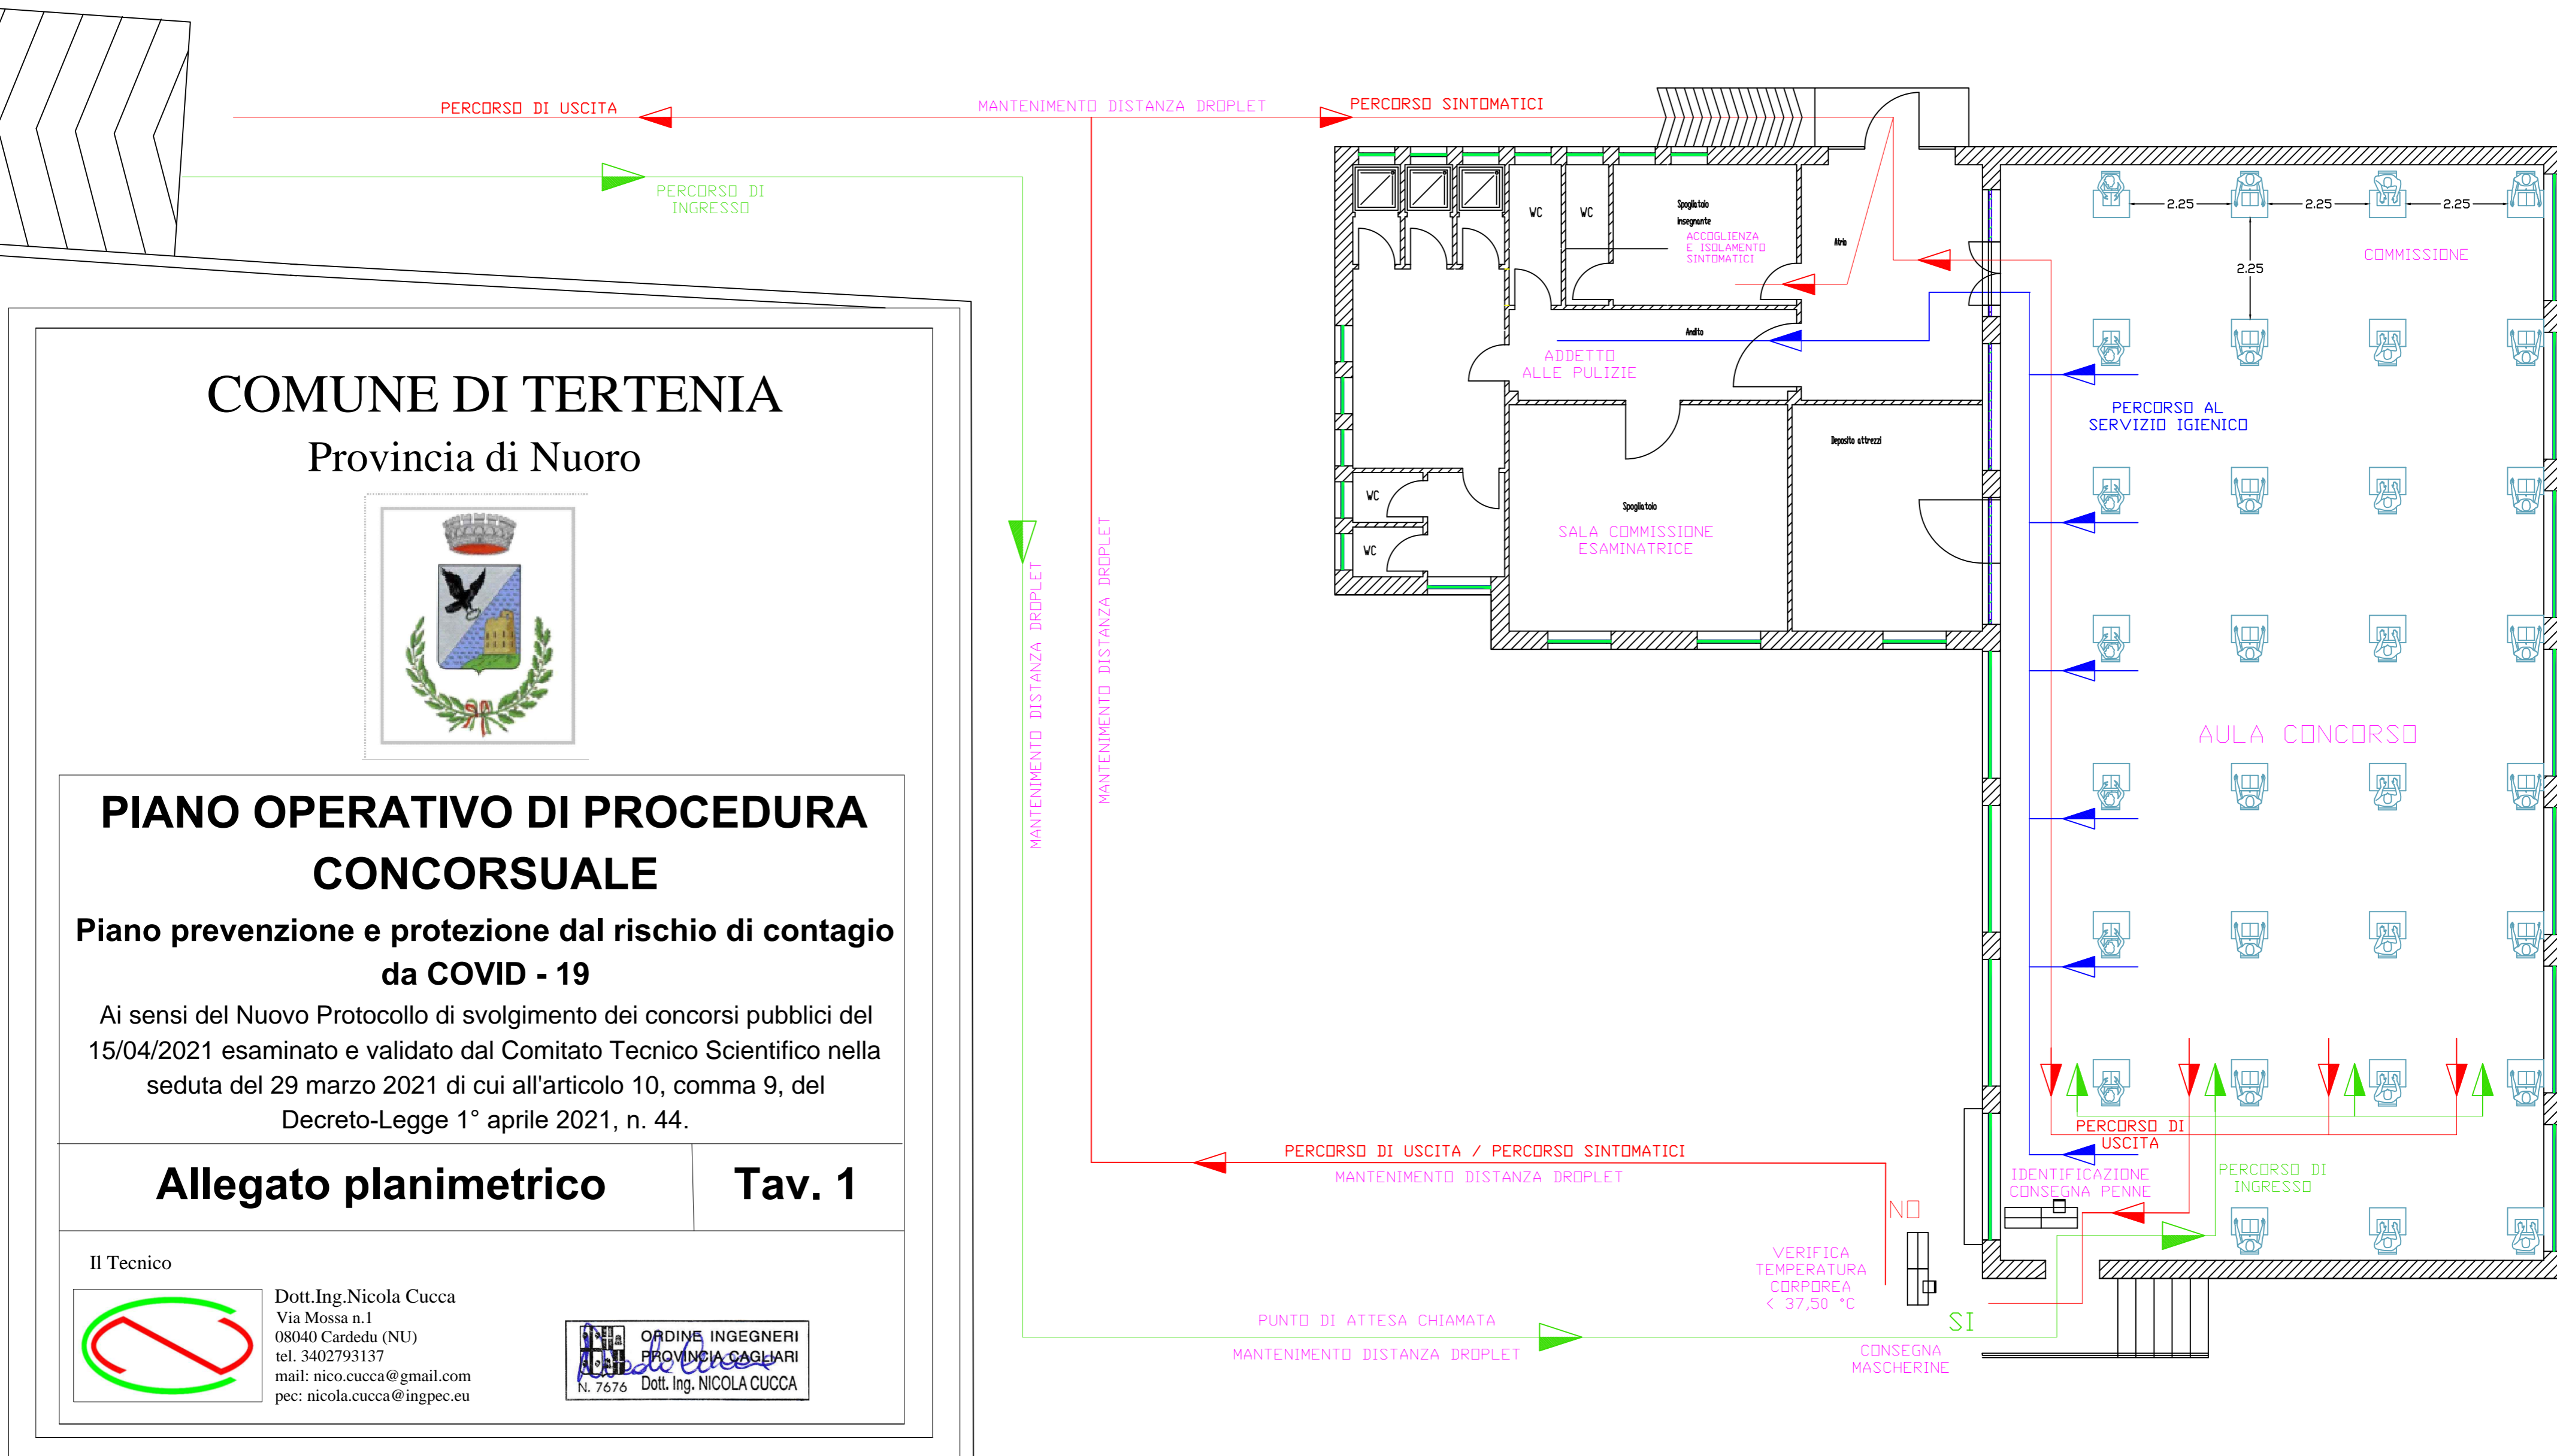 PERCORSO DI USCITA
MANTENIMENTO DISTANZA DROPLET
PERCORSO SINTOMATICI
PERCORSO DI
INGRESSO
COMUNE DI TERTENIA
Provincia di Nuoro
PIANO OPERATIVO DI PROCEDURA
CONCORSUALE
Piano prevenzione e protezione dal rischio di contagio
da COVID - 19
Ai sensi del Nuovo Protocollo di svolgimento dei concorsi pubblici del
15/04/2021 esaminato e validato dal Comitato Tecnico Scientifico nella
seduta del 29 marzo 2021 di cui all'articolo 10, comma 9, del
Decreto-Legge 1° aprile 2021, n. 44.
Allegato planimetrico
Tav. 1
Il Tecnico
Dott.Ing.Nicola Cucca
Via Mossa n.1
08040 Cardedu (NU)
tel. 3402793137
mail: nico.cucca@gmail.com
pec: nicola.cucca@ingpec.eu
ORDINE INGEGNERI
PROVINCIA CAGLIARI
N. 7676 Dott. Ing. NICOLA CUCCA
MANTENIMENTO DISTANZA DROPLET
MANTENIMENTO DISTANZA DROPLET
WC
WC
Spogliatoio
insegnante
ACCOGLIENZA
E ISOLAMENTO
SINTOMATICI
Atrio
Andito
ADDETTO
ALLE PULIZIE
WC
WC
Spogliatoio
SALA COMMISSIONE
ESAMINATRICE
Deposito attrezzi
2.25
2.25
2.25
2.25
COMMISSIONE
PERCORSO AL
SERVIZIO IGIENICO
AULA CONCORSO
PERCORSO DI
USCITA
IDENTIFICAZIONE
CONSEGNA PENNE
PERCORSO DI
INGRESSO
PERCORSO DI USCITA / PERCORSO SINTOMATICI
MANTENIMENTO DISTANZA DROPLET
NO
VERIFICA
TEMPERATURA
CORPOREA
< 37,50 °C
SI
PUNTO DI ATTESA CHIAMATA
MANTENIMENTO DISTANZA DROPLET
CONSEGNA
MASCHERINE